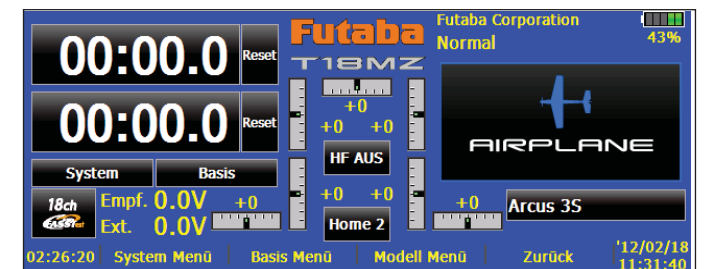 00:00.0 Reset
Futaba
T18MZ
Futaba Corporation
Normal
43%
00:00.0 Reset
+0
+0 +0
AIRPLANE
System Basis
HF AUS
18ch
FASSTest
Empf. 0.0V
Ext. 0.0V
+0
+0 +0
Home 2
+0
Arcus 3S
02:26:20 System Menü Basis Menü Modell Menü Zurück '12/02/18
11:31:40